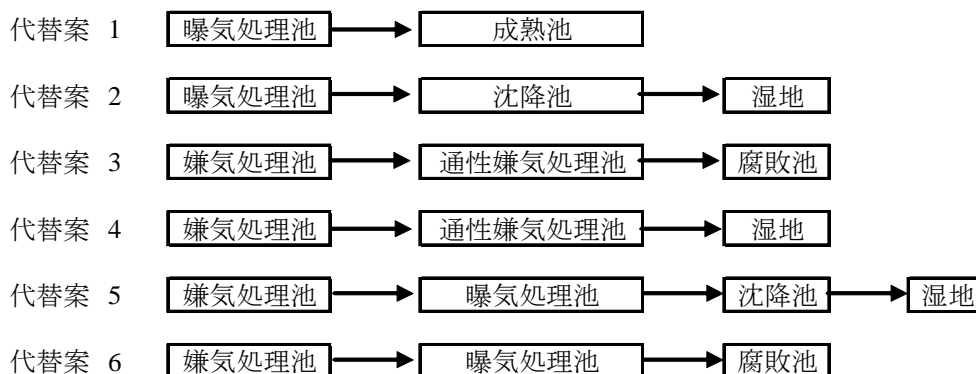 代替案 1 曝気処理池 成熟池
代替案 2 曝気処理池 沈降池 湿地
代替案 3 嫌気処理池 通性嫌気処理池 腐敗池
代替案 4 嫌気処理池 通性嫌気処理池 湿地
代替案 5 嫌気処理池 曝気処理池 沈降池 湿地
代替案 6 嫌気処理池 曝気処理池 腐敗池